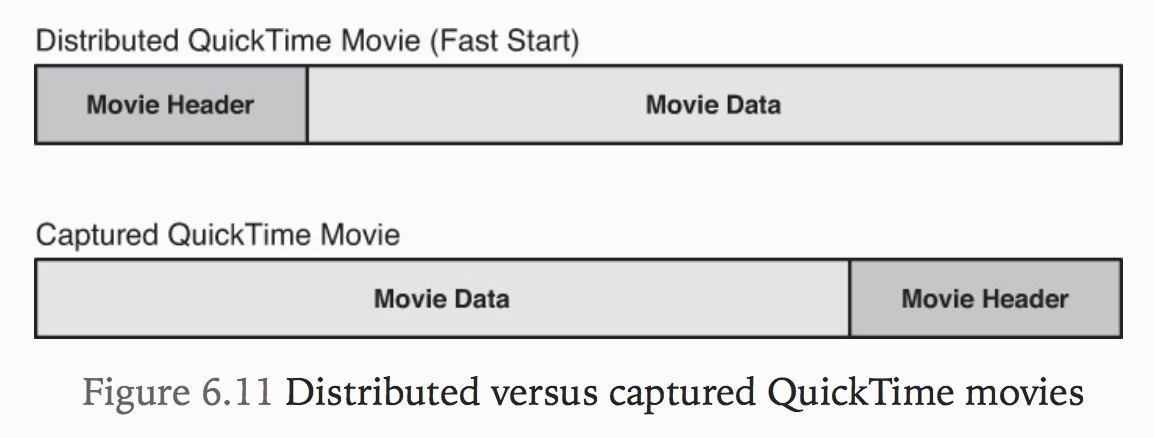 Distributed QuickTime Movie (Fast Start)
Movie Header Movie Data
Captured QuickTime Movie
Movie Data Movie Header
Figure 6.11 Distributed versus captured QuickTime movies